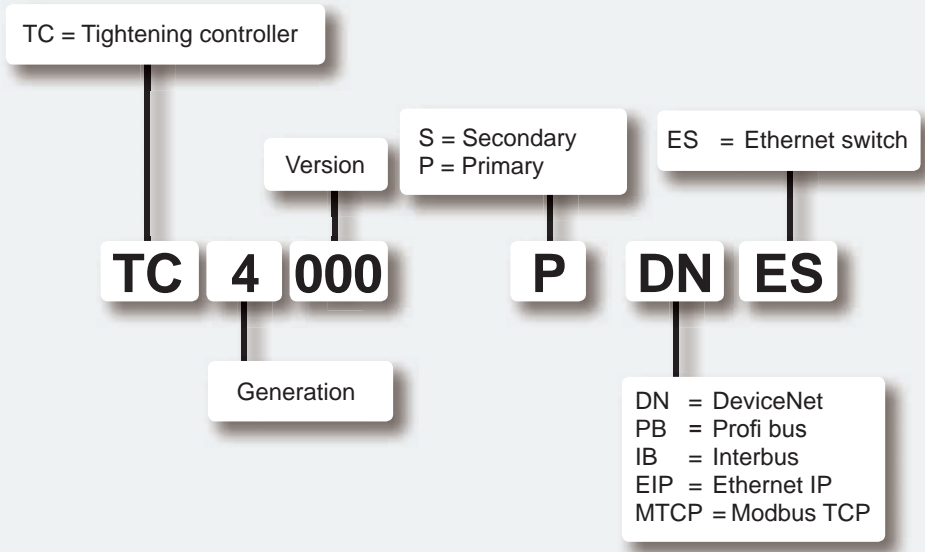 TC = Tightening controller
S = Secondary
P = Primary
ES = Ethernet switch
Version
TC 4 000 P DN ES
Generation
DN = DeviceNet
PB = Profi bus
IB = Interbus
EIP = Ethernet IP
MTCP = Modbus TCP